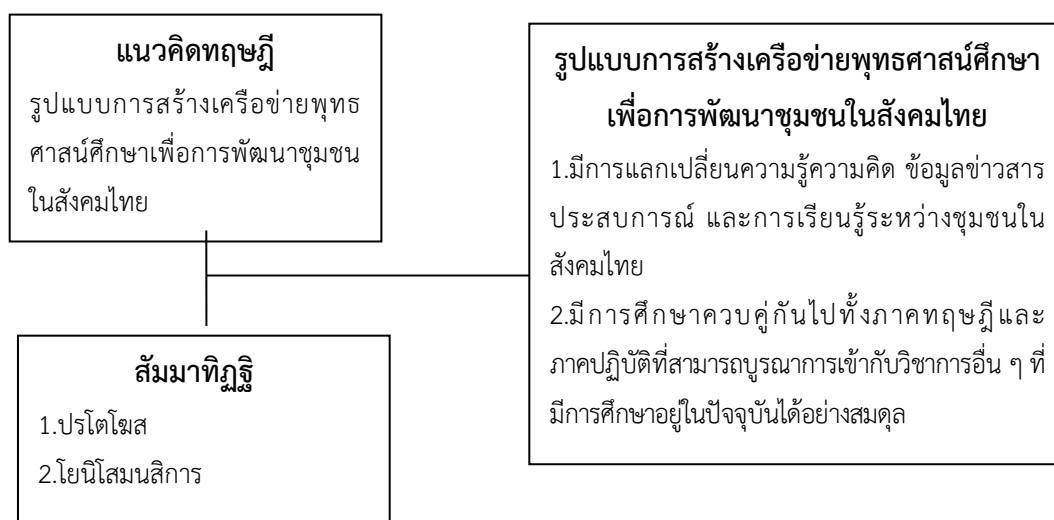 แนวคิดทฤษฎี
รูปแบบการสร้างเครือข่ายพุทธ
ศาสน์ศึกษาเพื่อการพัฒนาชุมชน
ในสังคมไทย
สัมมาทิฏฐิ
1.ปรโตโฆส
2.โยนิโสมนสิการ
รูปแบบการสร้างเครือข่ายพุทธศาสน์ศึกษา
เพื่อการพัฒนาชุมชนในสังคมไทย
1.มีการแลกเปลี่ยนความรู้ความคิด ข้อมูลข่าวสาร
ประสบการณ์ และการเรียนรู้ระหว่างชุมชนใน
สังคมไทย
2.มีการศึกษาควบคู่กันไปทั้งภาคทฤษฎีและ
ภาคปฏิบัติที่สามารถบูรณาการเข้ากับวิชาการอื่น ๆ ที่
มีการศึกษาอยู่ในปัจจุบันได้อย่างสมดุล